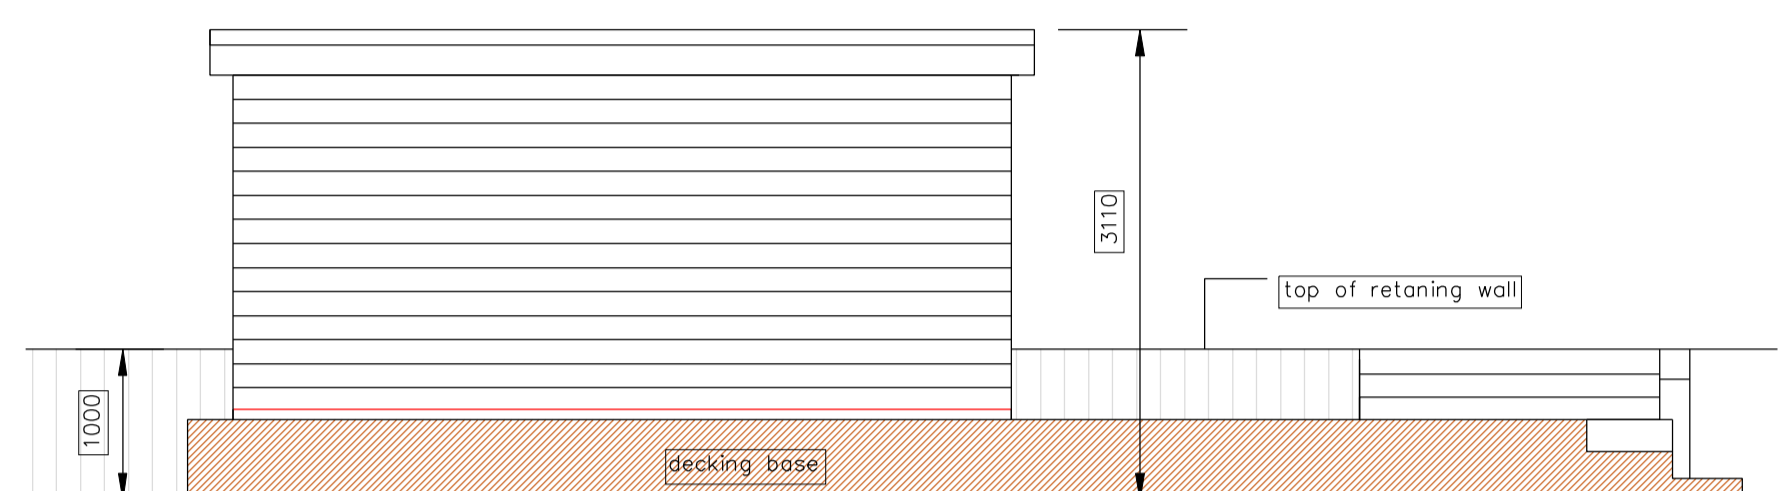 3110
top of retaning wall
1000
decking base